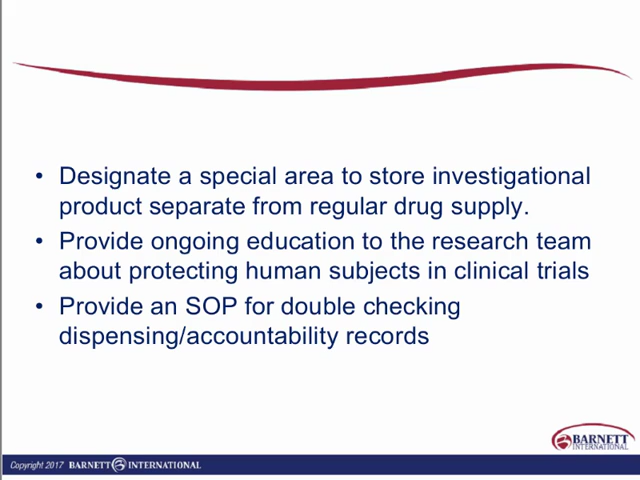 • Designate a special area to store investigational
product separate from regular drug supply.
• Provide ongoing education to the research team
about protecting human subjects in clinical trials
• Provide an SOP for double checking
dispensing/accountability records
BARNETT
INTERNATIONAL
Copyright 2017 BARNETT INTERNATIONAL